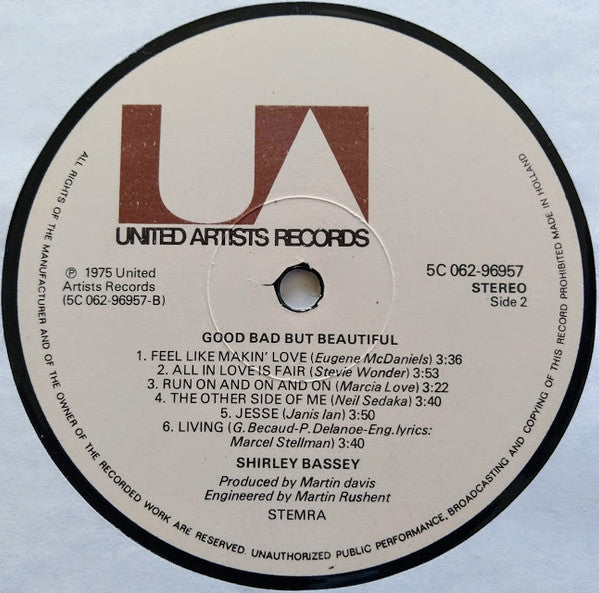 UA
UNITED ARTISTS RECORDS
℗ 1975 United
Artists Records
(5C 062-96957-B)
5C 062-96957
STEREO
Side 2
GOOD BAD BUT BEAUTIFUL
1. FEEL LIKE MAKIN' LOVE (Eugene McDaniels) 3:36
2. ALL IN LOVE IS FAIR (Stevie Wonder) 3:53
3. RUN ON AND ON AND ON (Marcia Love) 3:22
4. THE OTHER SIDE OF ME (Neil Sedaka) 3:40
5. JESSE (Janis Ian) 3:50
6. LIVING (G. Becaud-P. Delanoe-Eng. lyrics:
Marcel Stellman) 3:40
SHIRLEY BASSEY
Produced by Martin davis
Engineered by Martin Rushent
STEMRA
ALL RIGHTS OF THE MANUFACTURER AND OF THE OWNER OF THE RECORDED WORK ARE RESERVED. UNAUTHORIZED PUBLIC PERFORMANCE, BROADCASTING AND COPYING OF THIS RECORD PROHIBITED MADE IN HOLLAND